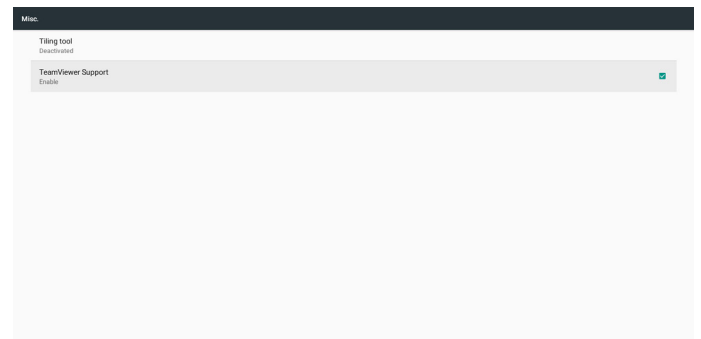 Misc.
Tiling tool
Deactivated
TeamViewer Support
Enable